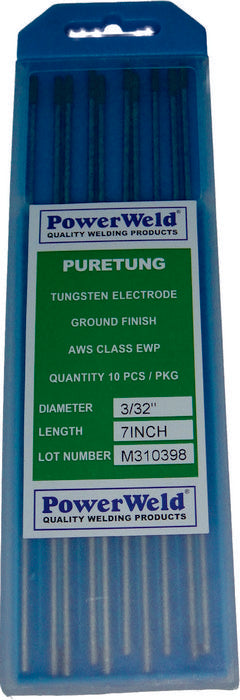 PowerWeld®
QUALITY WELDING PRODUCTS
PURETUNG
TUNGSTEN ELECTRODE
GROUND FINISH
AWS CLASS EWP
QUANTITY 10 PCS / PKG
DIAMETER 3/32"
LENGTH 7INCH
LOT NUMBER M310398
PowerWeld®
QUALITY WELDING PRODUCTS